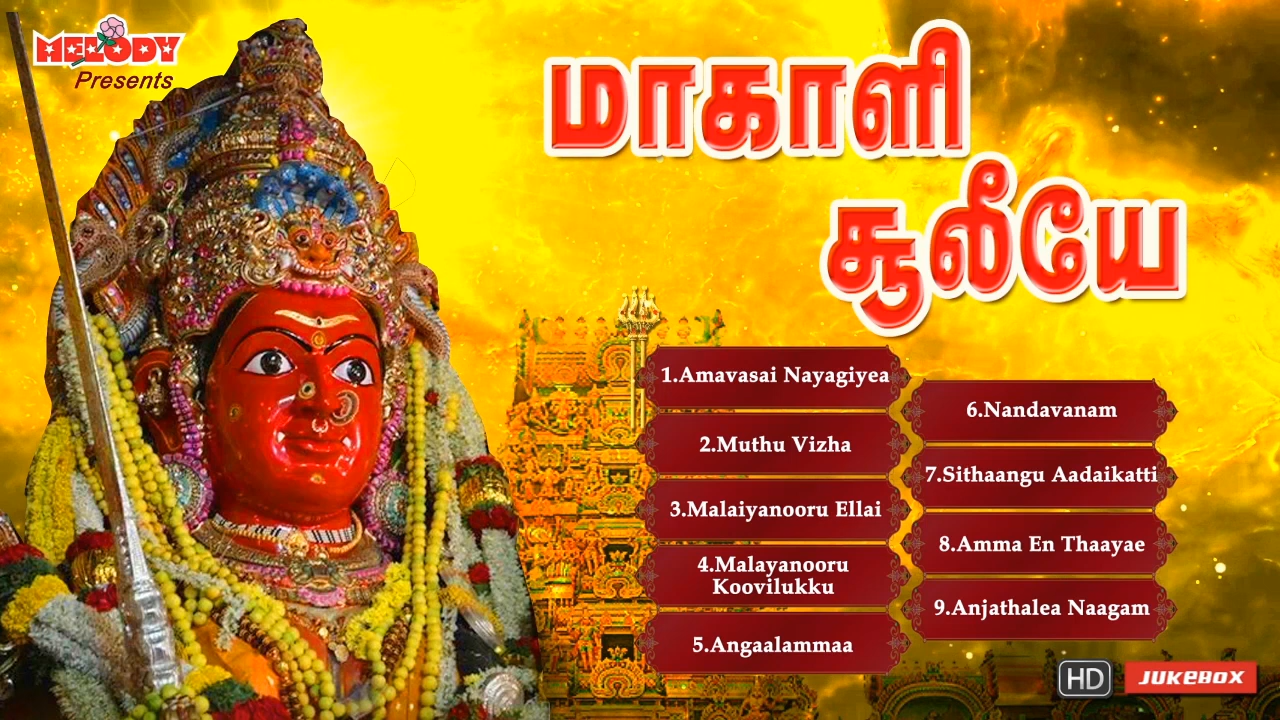 MELODY
Presents
மாகாளி
சூலீயே
1.Amavasai Nayagiyea
2.Muthu Vizha
3.Malaiyanooru Ellai
4.Malayanooru
Koovilukku
5.Angaalammaa
6.Nandavanam
7.Sithaangu Aadaikatti
8.Amma En Thaayae
9.Anjathalea Naagam
HD
JUKEBOX